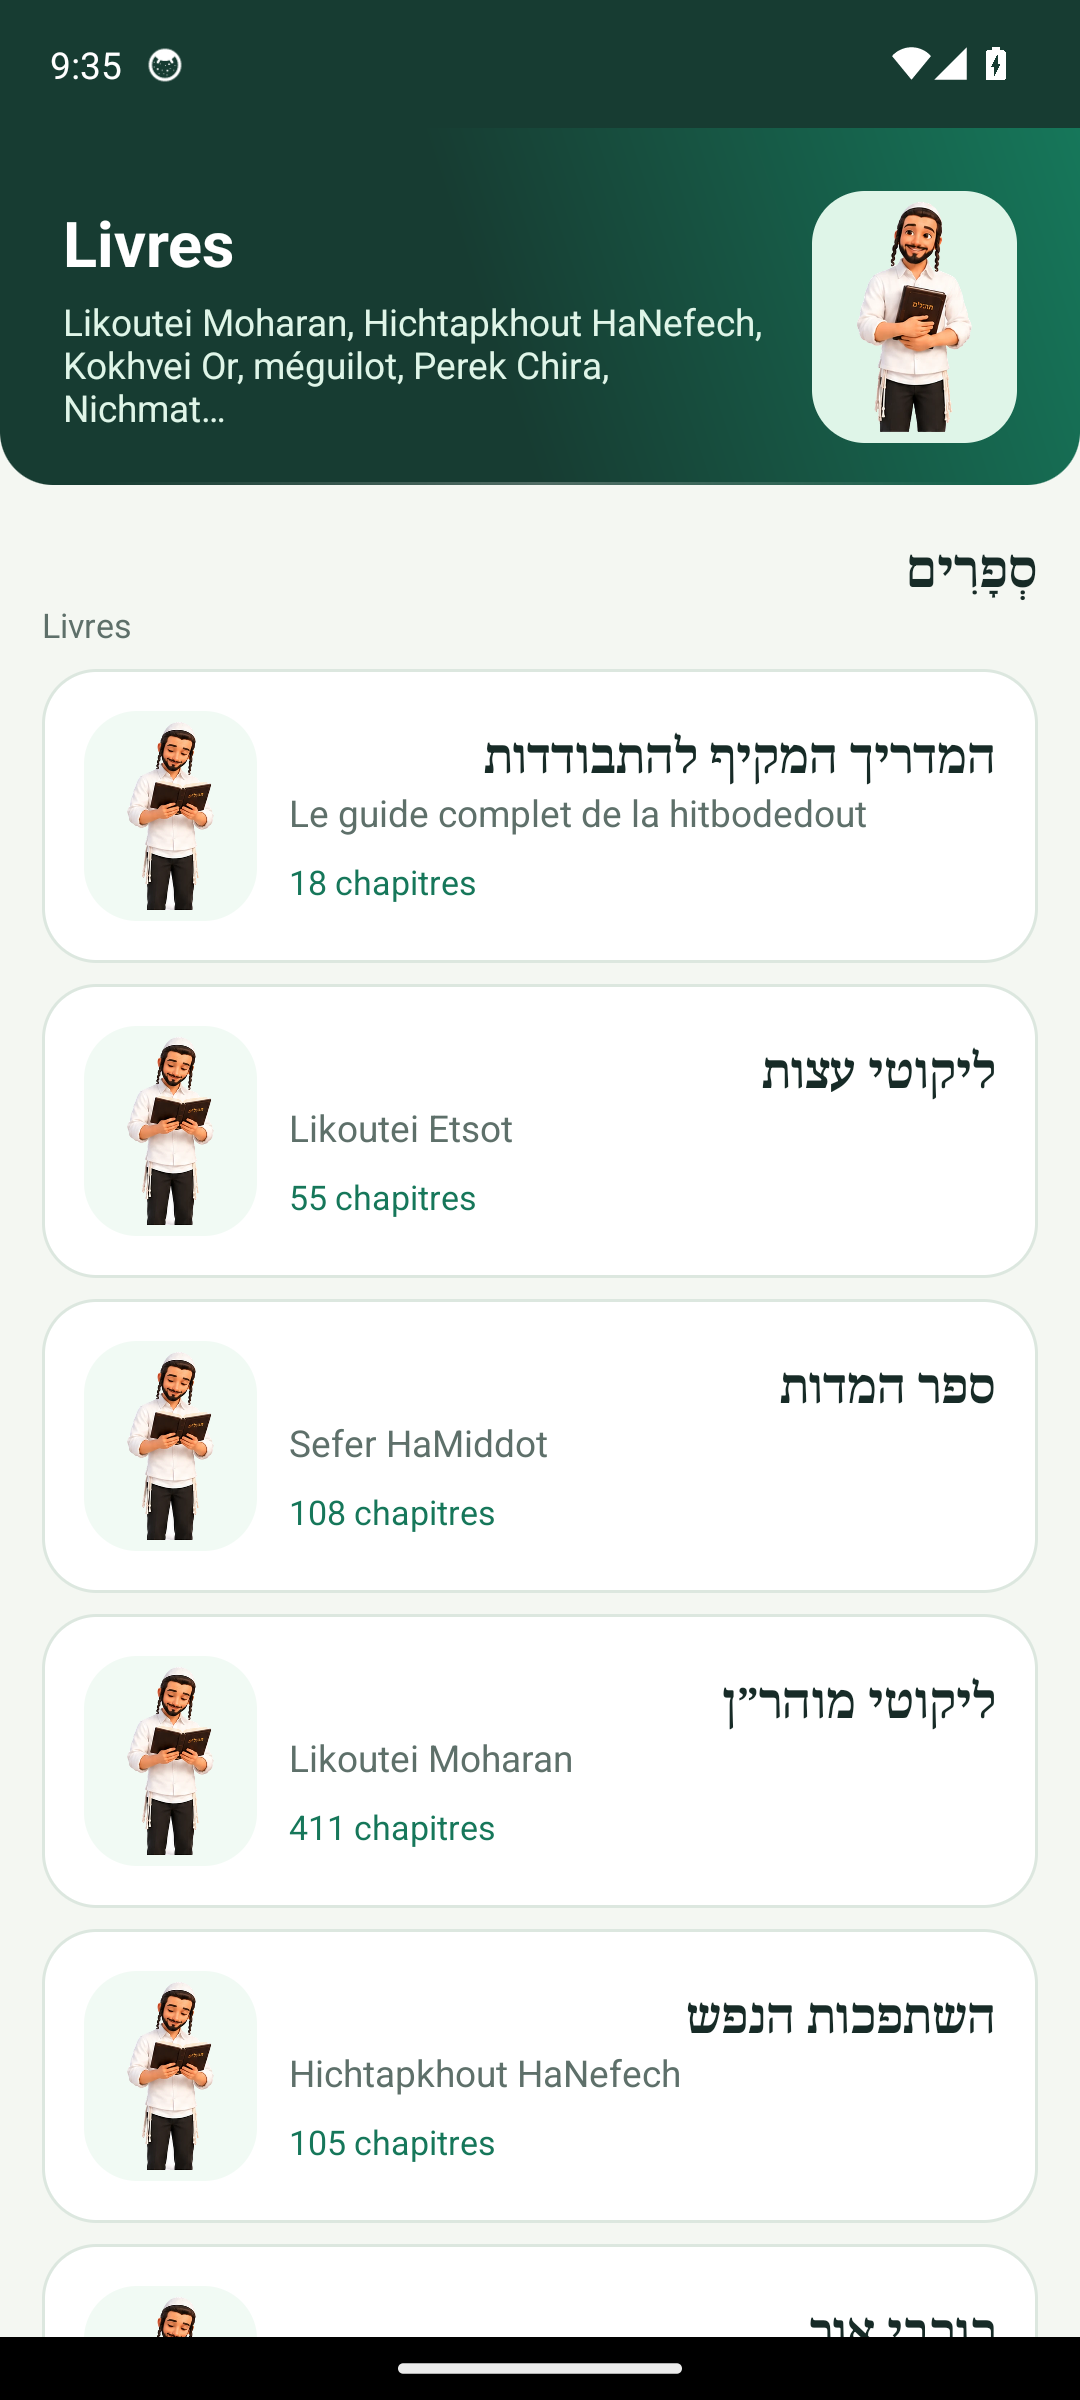 9:35
Livres
Likoutei Moharan, Hichtapkhout HaNefech,
Kokhvei Or, méguilot, Perek Chira,
Nichmat…
סְפָרִים
Livres
המדריך המקיף להתבודדות
Le guide complet de la hitbodedout
18 chapitres
ליקוטי עצות
Likoutei Etsot
55 chapitres
ספר המדות
Sefer HaMiddot
108 chapitres
ליקוטי מוהר״ן
Likoutei Moharan
411 chapitres
השתפכות הנפש
Hichtapkhout HaNefech
105 chapitres
כוכבי אור